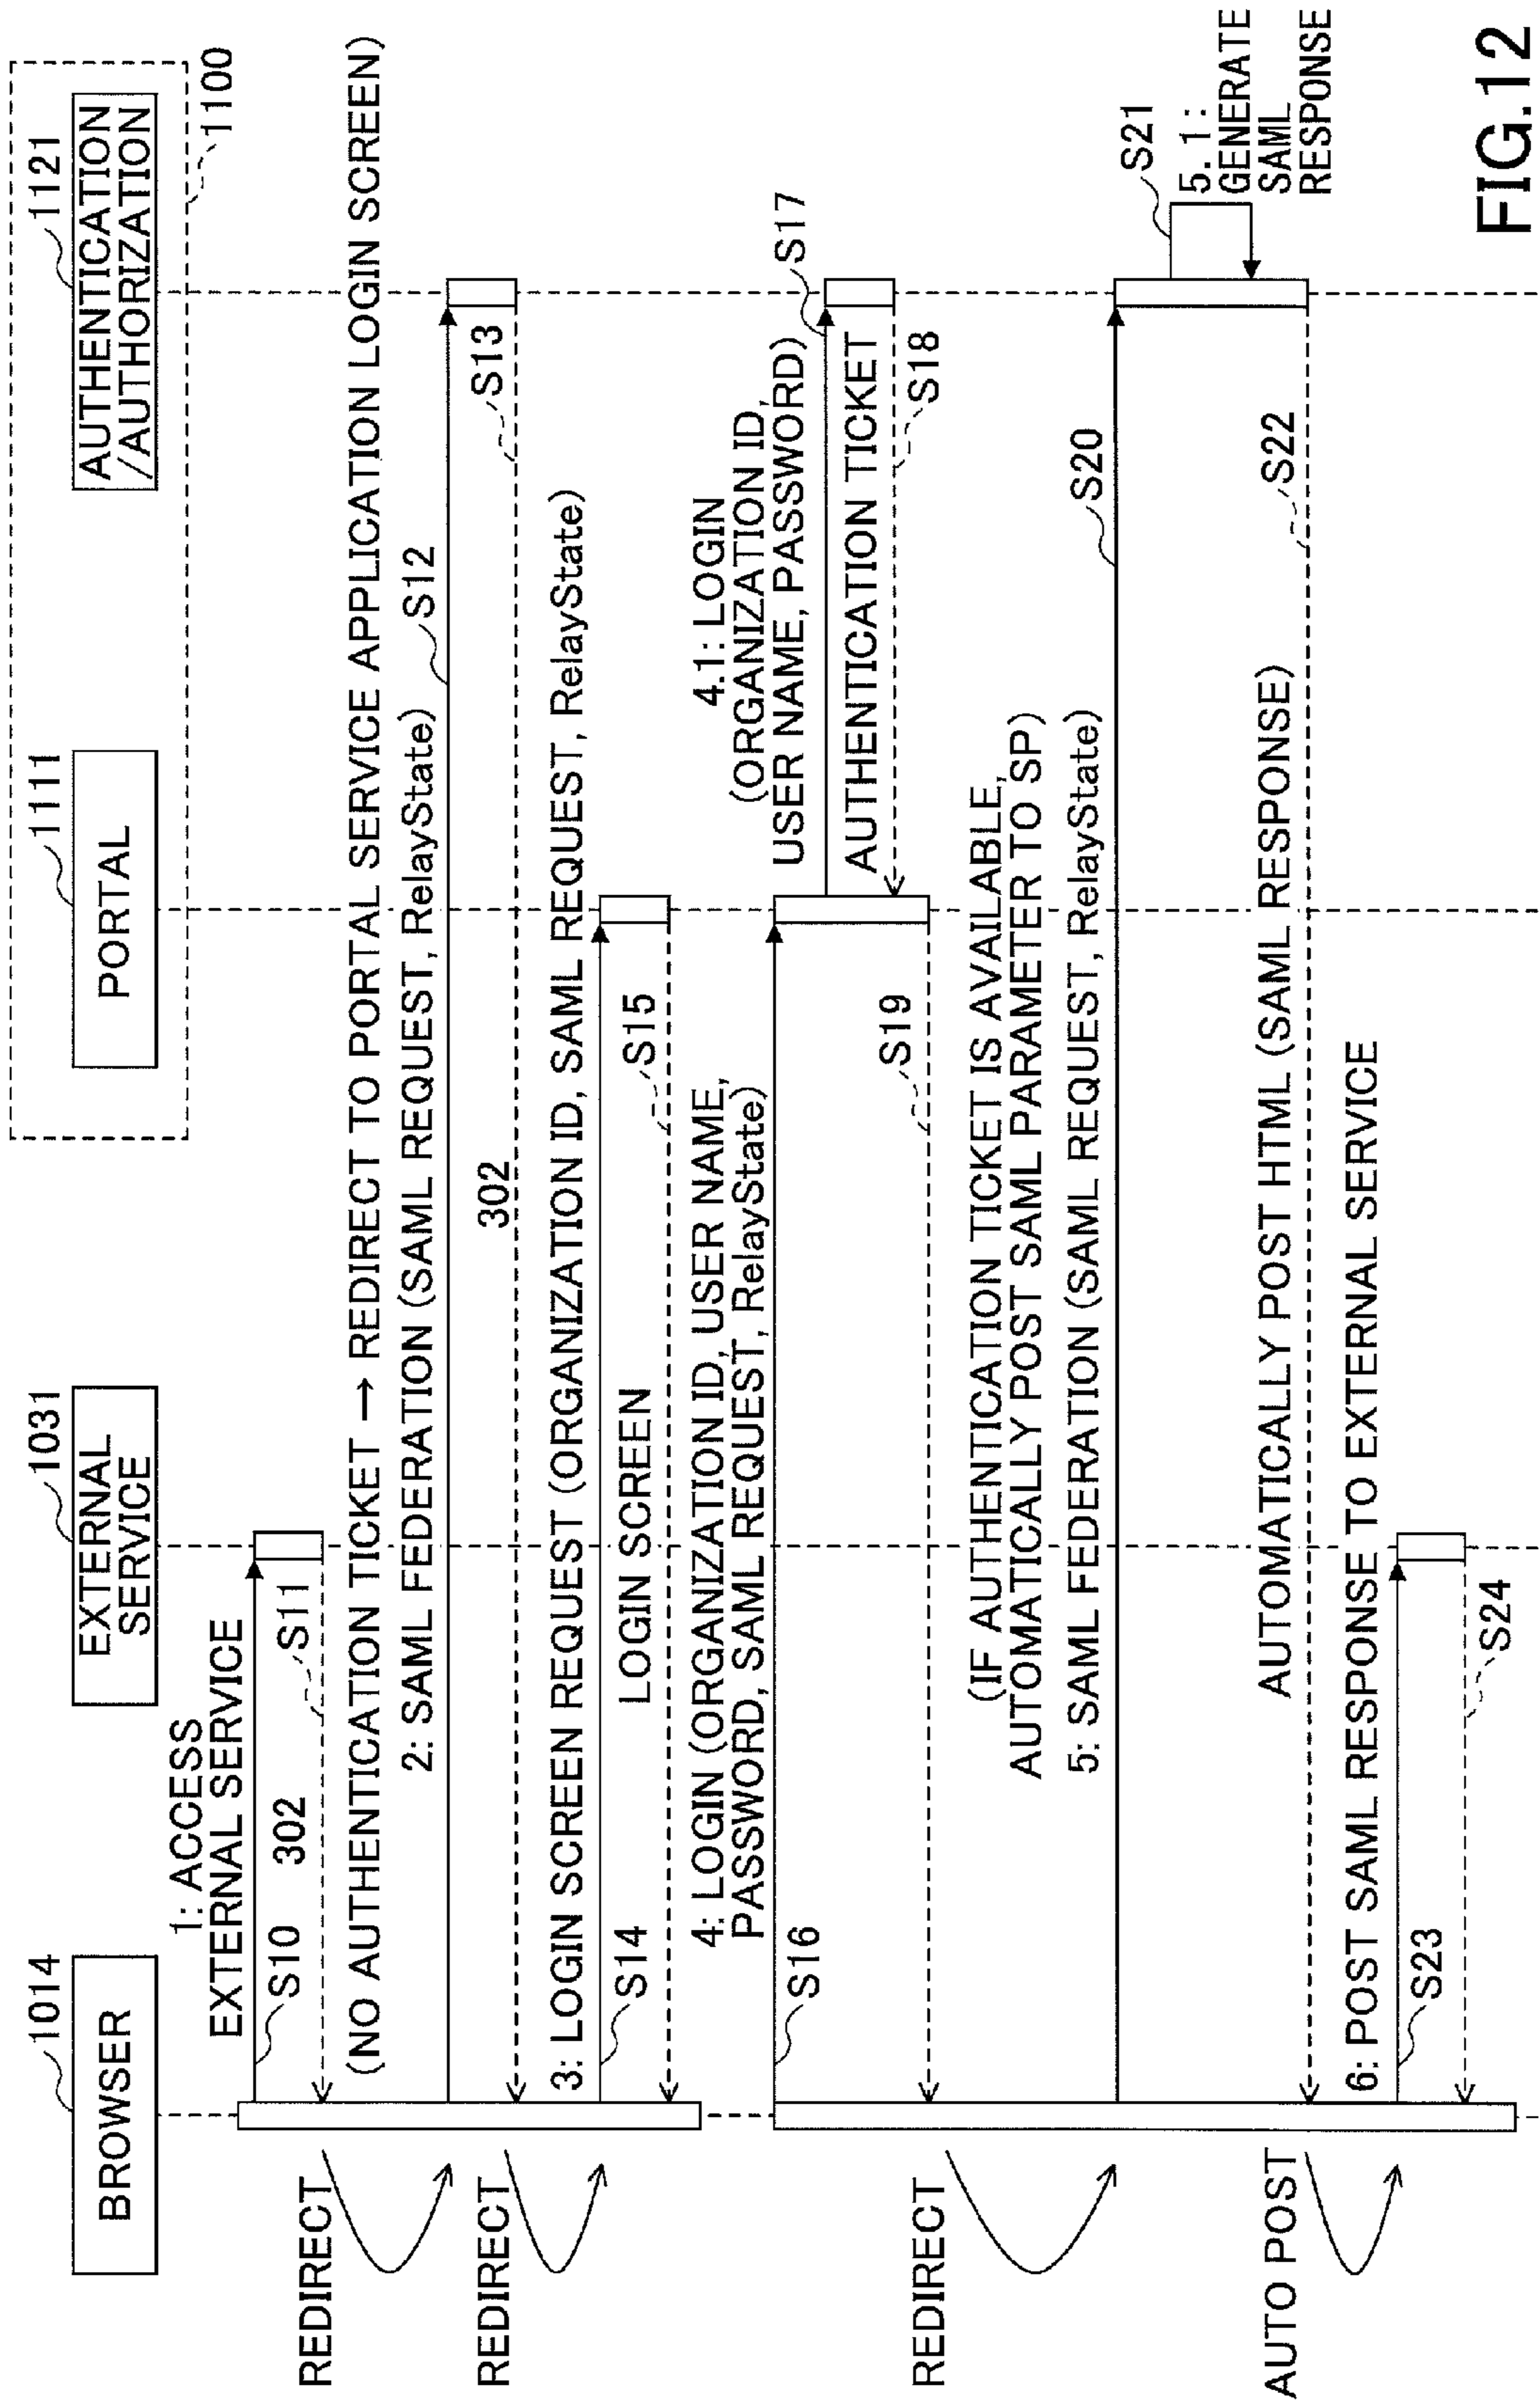 1014
BROWSER
1031
EXTERNAL
SERVICE
1111
PORTAL
1121
AUTHENTICATION
/AUTHORIZATION
1100
1: ACCESS
EXTERNAL SERVICE
S10
302
S11
REDIRECT
(NO AUTHENTICATION TICKET → REDIRECT TO PORTAL SERVICE APPLICATION LOGIN SCREEN)
2: SAML FEDERATION (SAML REQUEST, RelayState)
S12
302
S13
REDIRECT
3: LOGIN SCREEN REQUEST (ORGANIZATION ID, SAML REQUEST, RelayState)
S14
LOGIN SCREEN
S15
4: LOGIN (ORGANIZATION ID, USER NAME,
PASSWORD, SAML REQUEST, RelayState)
S16
4.1: LOGIN
(ORGANIZATION ID,
USER NAME, PASSWORD)
S17
AUTHENTICATION TICKET
S18
S19
REDIRECT
(IF AUTHENTICATION TICKET IS AVAILABLE,
AUTOMATICALLY POST SAML PARAMETER TO SP)
5: SAML FEDERATION (SAML REQUEST, RelayState)
S20
S21
5.1:
GENERATE
SAML
RESPONSE
AUTOMATICALLY POST HTML (SAML RESPONSE)
S22
AUTO POST
6: POST SAML RESPONSE TO EXTERNAL SERVICE
S23
S24
FIG.12